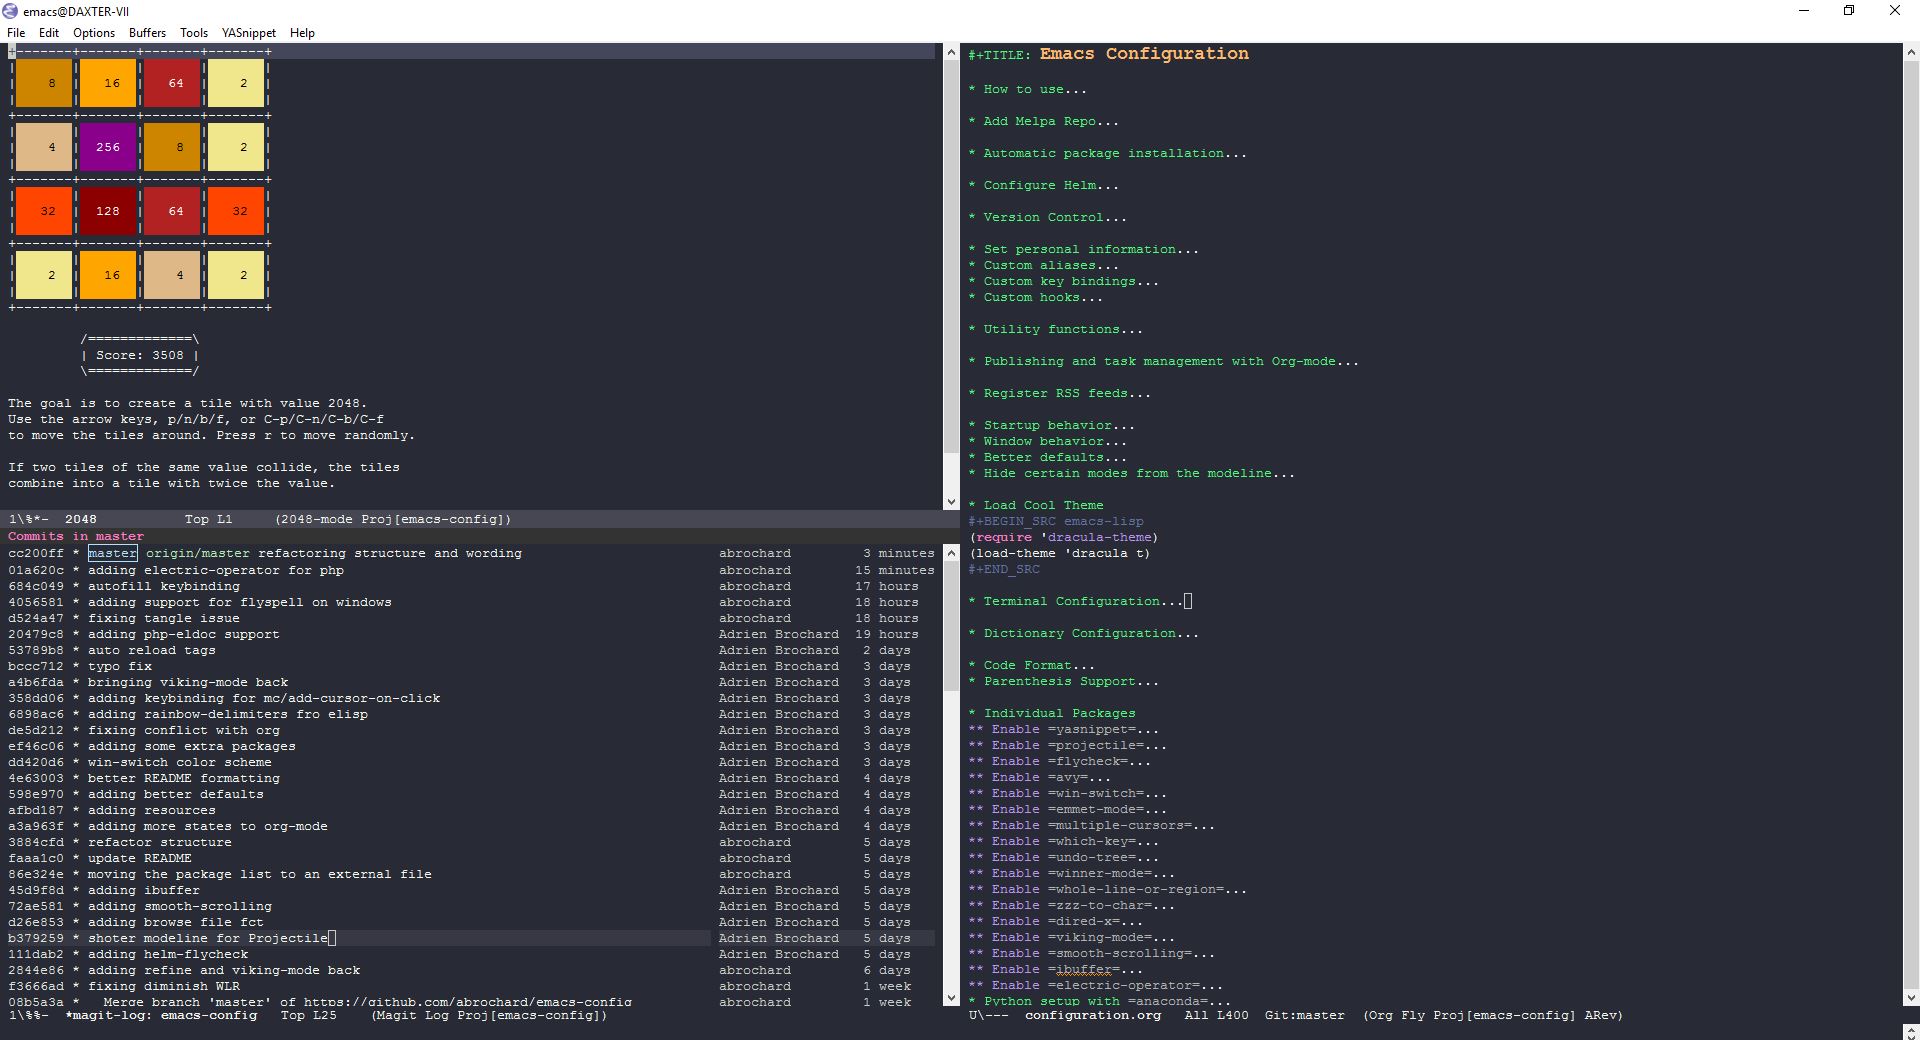 emacs@DAXTER-VII
File Edit Options Buffers Tools YASnippet Help
+-------+-------+-------+-------+
| 8 | 16 | 64 | 2 |
+-------+-------+-------+-------+
| 4 | 256 | 8 | 2 |
+-------+-------+-------+-------+
| 32 | 128 | 64 | 32 |
+-------+-------+-------+-------+
| 2 | 16 | 4 | 2 |
+-------+-------+-------+-------+
/=============\
| Score: 3508 |
\=============/
The goal is to create a tile with value 2048.
Use the arrow keys, p/n/b/f, or C-p/C-n/C-b/C-f
to move the tiles around. Press r to move randomly.
If two tiles of the same value collide, the tiles
combine into a tile with twice the value.
1\%*- 2048 Top L1 (2048-mode Proj[emacs-config])
Commits in master
cc200ff * master origin/master refactoring structure and wording abrochard 3 minutes
01a620c * adding electric-operator for php abrochard 15 minutes
684c049 * autofill keybinding abrochard 17 hours
4056581 * adding support for flyspell on windows abrochard 18 hours
d524a47 * fixing tangle issue abrochard 18 hours
20479c8 * adding php-eldoc support Adrien Brochard 19 hours
53789b8 * auto reload tags Adrien Brochard 2 days
bccc712 * typo fix Adrien Brochard 3 days
a4b6fda * bringing viking-mode back Adrien Brochard 3 days
358dd06 * adding keybinding for mc/add-cursor-on-click Adrien Brochard 3 days
6898ac6 * adding rainbow-delimiters fro elisp Adrien Brochard 3 days
de5d212 * fixing conflict with org Adrien Brochard 3 days
ef46c06 * adding some extra packages Adrien Brochard 3 days
dd420d6 * win-switch color scheme Adrien Brochard 3 days
4e63003 * better README formatting Adrien Brochard 4 days
598e970 * adding better defaults Adrien Brochard 4 days
afbd187 * adding resources Adrien Brochard 4 days
a3a963f * adding more states to org-mode Adrien Brochard 4 days
3884cfd * refactor structure abrochard 5 days
faaa1c0 * update README abrochard 5 days
86e324e * moving the package list to an external file abrochard 5 days
45d9f8d * adding ibuffer Adrien Brochard 5 days
72ae581 * adding smooth-scrolling Adrien Brochard 5 days
d26e853 * adding browse file fct Adrien Brochard 5 days
b379259 * shoter modeline for Projectile Adrien Brochard 5 days
111dab2 * adding helm-flycheck Adrien Brochard 5 days
2844e86 * adding refine and viking-mode back abrochard 6 days
f3666ad * fixing diminish WLR abrochard 1 week
08b5a3a * Merge branch 'master' of https://github.com/abrochard/emacs-config abrochard 1 week
1\%%- *magit-log: emacs-config Top L25 (Magit Log Proj[emacs-config])
#+TITLE: Emacs Configuration
* How to use...
* Add Melpa Repo...
* Automatic package installation...
* Configure Helm...
* Version Control...
* Set personal information...
* Custom aliases...
* Custom key bindings...
* Custom hooks...
* Utility functions...
* Publishing and task management with Org-mode...
* Register RSS feeds...
* Startup behavior...
* Window behavior...
* Better defaults...
* Hide certain modes from the modeline...
* Load Cool Theme
#+BEGIN_SRC emacs-lisp
(require 'dracula-theme)
(load-theme 'dracula t)
#+END_SRC
* Terminal Configuration...
* Dictionary Configuration...
* Code Format...
* Parenthesis Support...
* Individual Packages
** Enable =yasnippet=...
** Enable =projectile=...
** Enable =flycheck=...
** Enable =avy=...
** Enable =win-switch=...
** Enable =emmet-mode=...
** Enable =multiple-cursors=...
** Enable =which-key=...
** Enable =undo-tree=...
** Enable =winner-mode=...
** Enable =whole-line-or-region=...
** Enable =zzz-to-char=...
** Enable =dired-x=...
** Enable =viking-mode=...
** Enable =smooth-scrolling=...
** Enable =ibuffer=...
** Enable =electric-operator=...
* Python setup with =anaconda=...
U\--- configuration.org All L400 Git:master (Org Fly Proj[emacs-config] ARev)